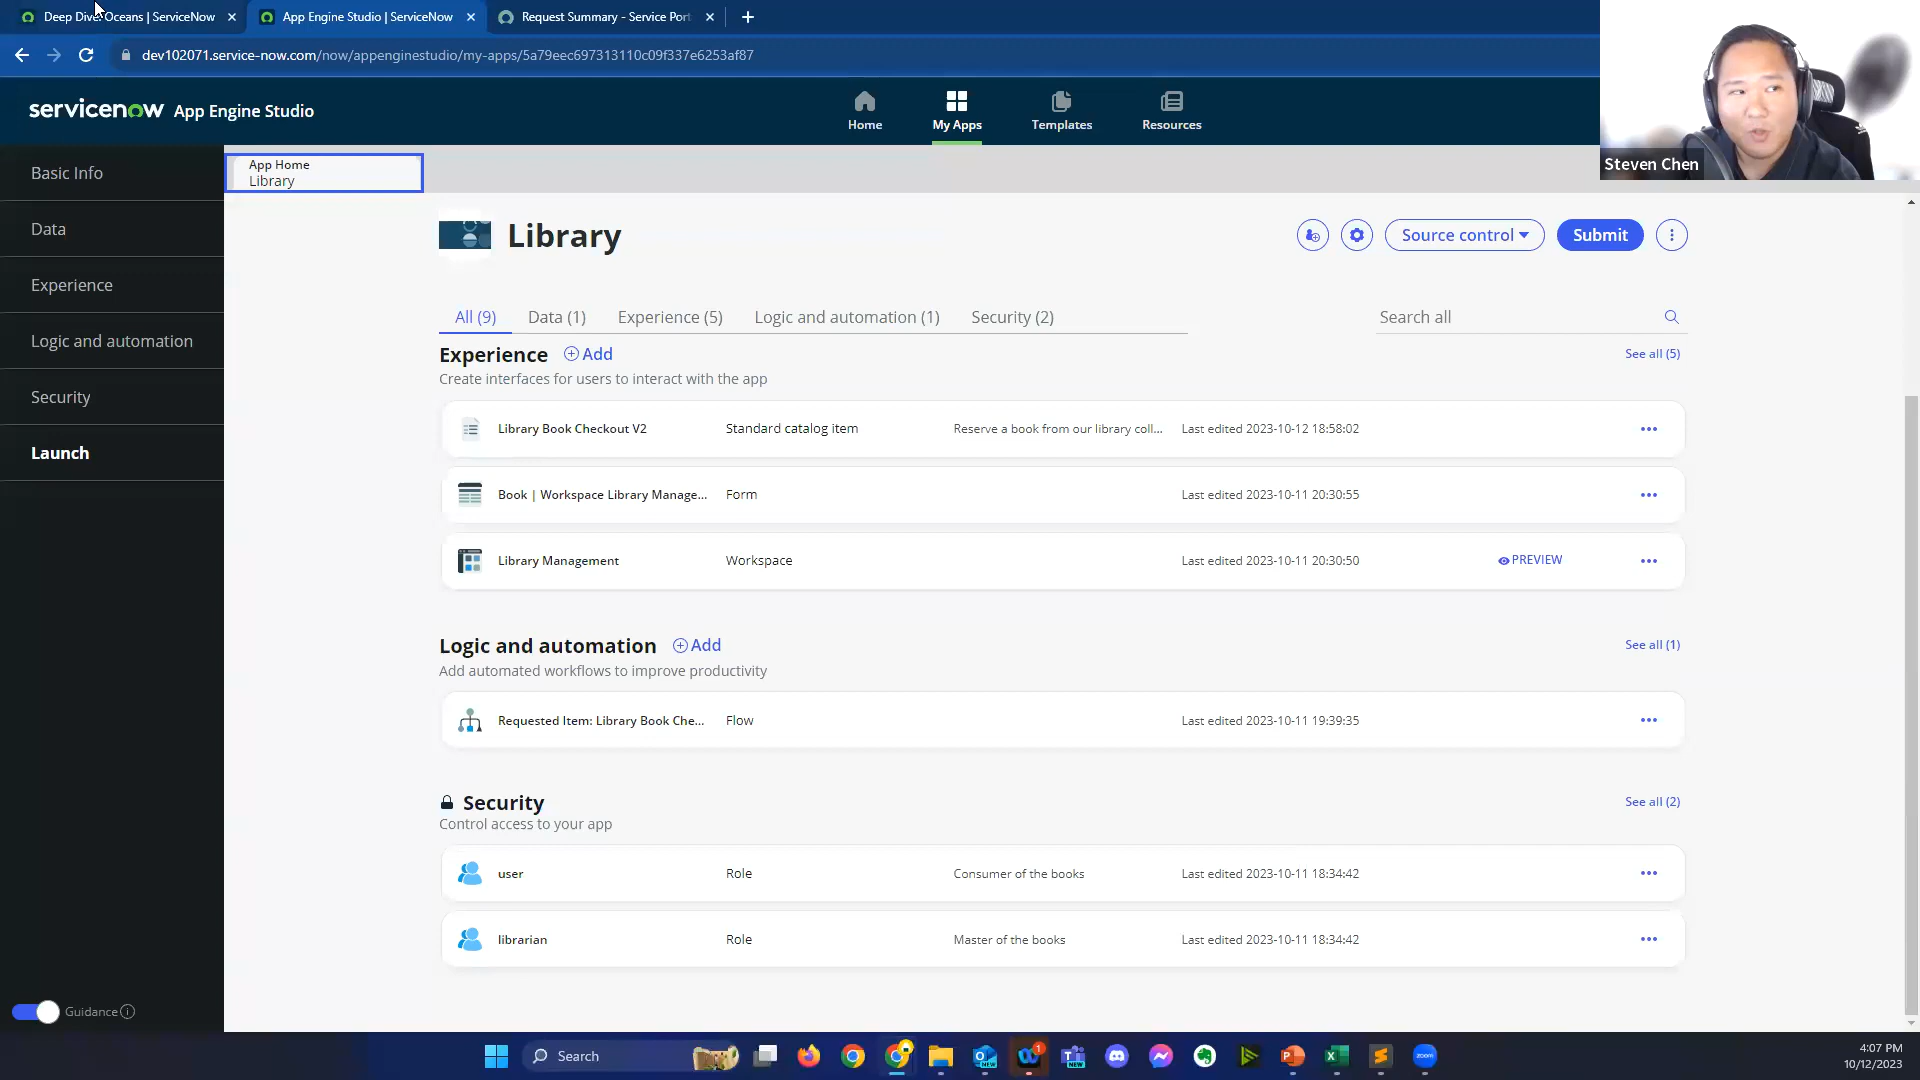 Deep Dive: Oceans | ServiceNow
App Engine Studio | ServiceNow
Request Summary - Service Port
dev102071.service-now.com/now/appenginestudio/my-apps/5a79eec697313110c09f337e6253af87
servicenow App Engine Studio
Home
My Apps
Templates
Resources
Steven Chen
Basic Info
Data
Experience
Logic and automation
Security
Launch
Guidance
App Home
Library
Library
Source control
Submit
All (9)
Data (1)
Experience (5)
Logic and automation (1)
Security (2)
Search all
Experience
Add
See all (5)
Create interfaces for users to interact with the app
Library Book Checkout V2 Standard catalog item Reserve a book from our library coll... Last edited 2023-10-12 18:58:02
Book | Workspace Library Manage... Form Last edited 2023-10-11 20:30:55
Library Management Workspace Last edited 2023-10-11 20:30:50 PREVIEW
Logic and automation
Add
See all (1)
Add automated workflows to improve productivity
Requested Item: Library Book Che... Flow Last edited 2023-10-11 19:39:35
Security
See all (2)
Control access to your app
user Role Consumer of the books Last edited 2023-10-11 18:34:42
librarian Role Master of the books Last edited 2023-10-11 18:34:42
Search
4:07 PM
10/12/2023